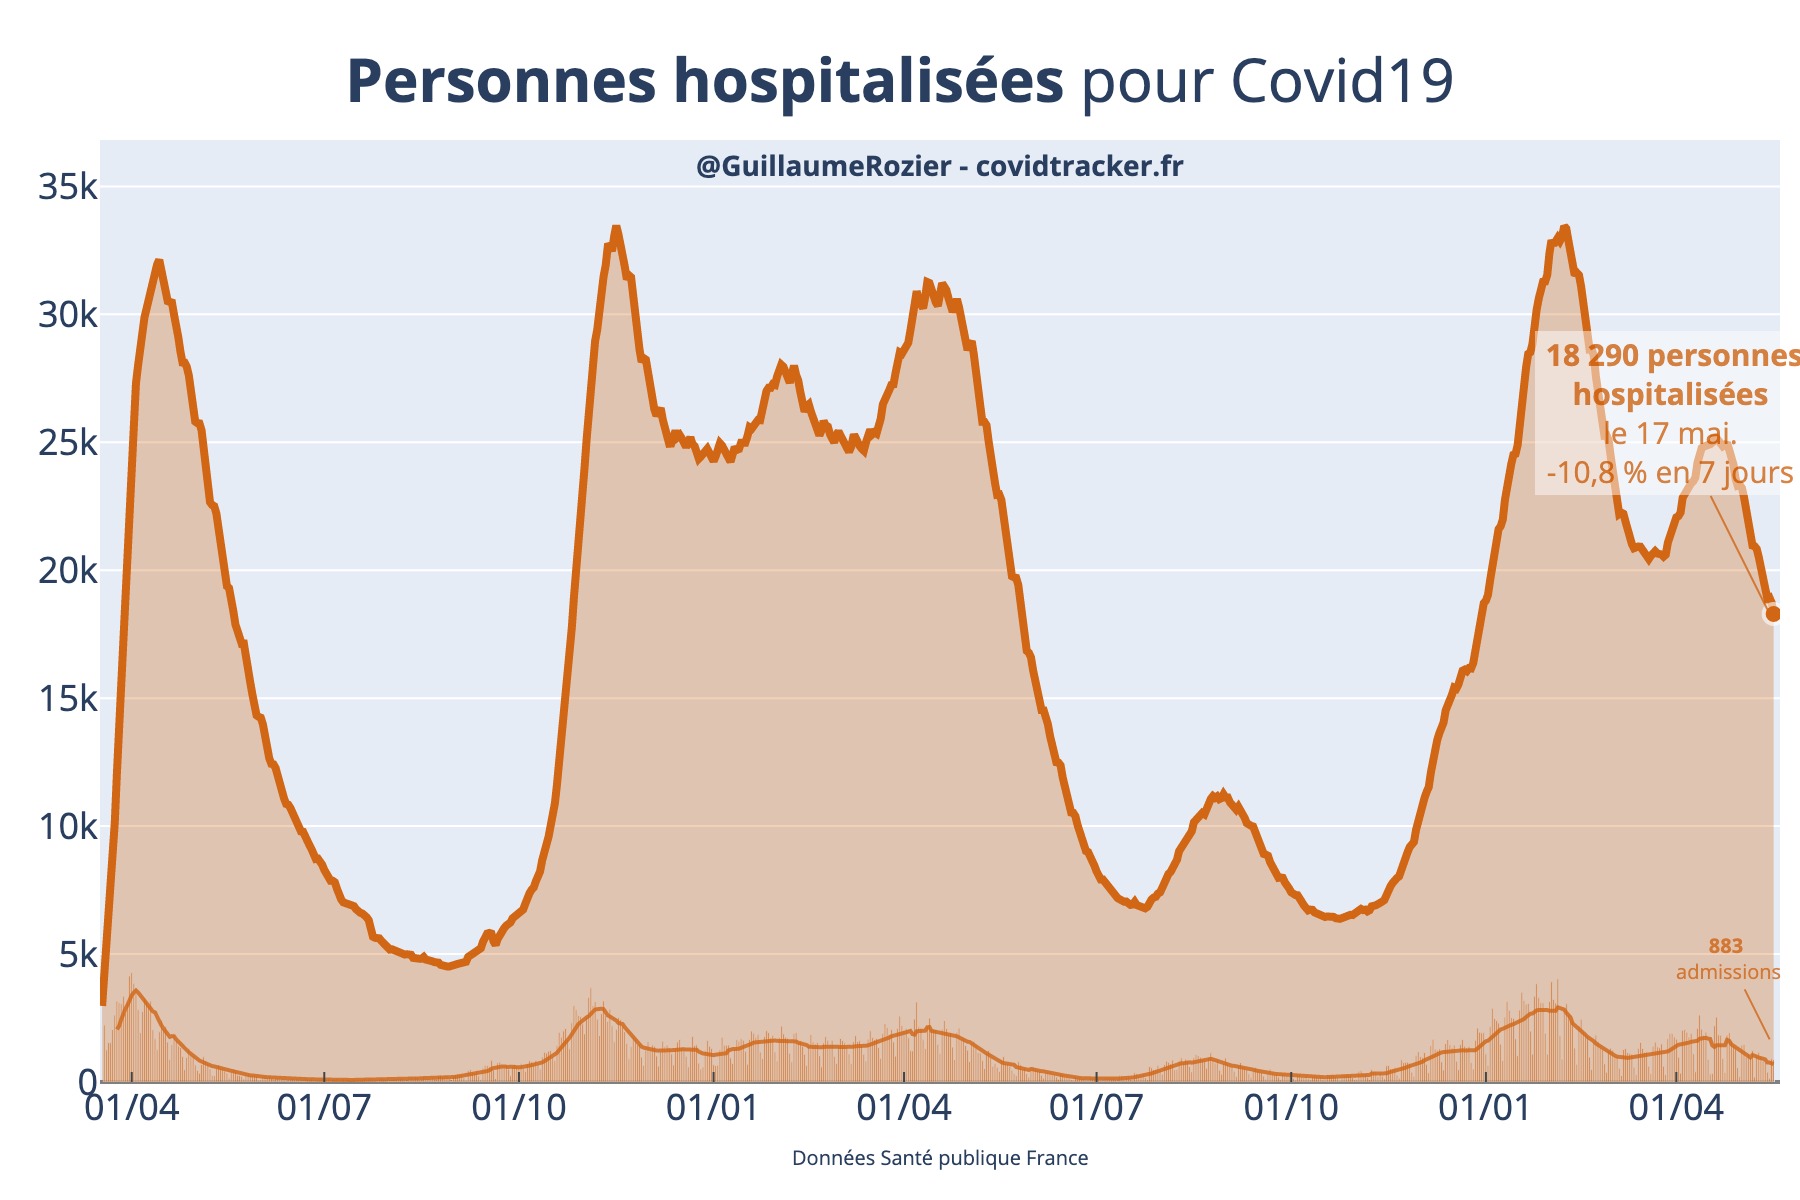 Personnes hospitalisées pour Covid19
@GuillaumeRozier - covidtracker.fr
35k
30k
25k
20k
15k
10k
5k
0
18 290 personnes
hospitalisées
le 17 mai.
-10,8 % en 7 jours
883
admissions
01/04 01/07 01/10 01/01 01/04 01/07 01/10 01/01 01/04
Données Santé publique France